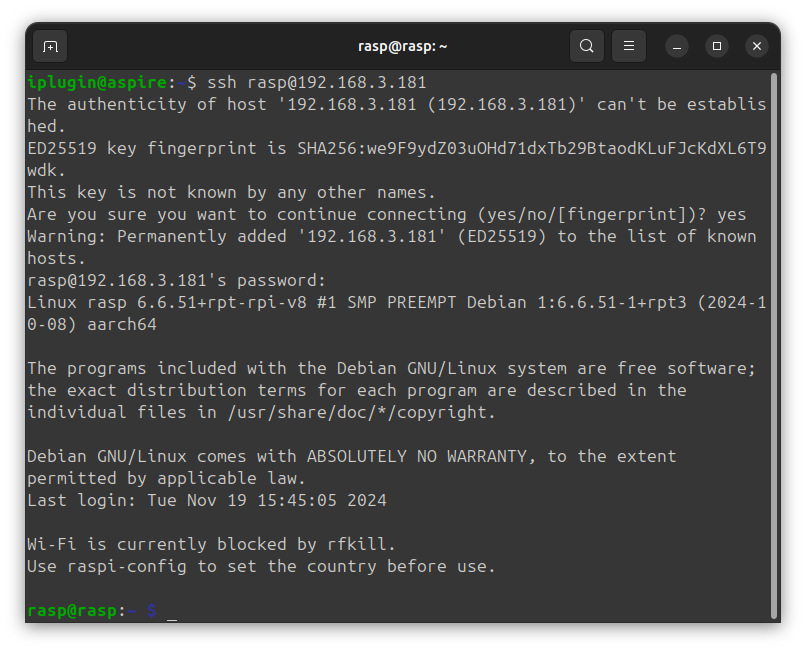 rasp@rasp: ~
iplugin@aspire:~$ ssh rasp@192.168.3.181
The authenticity of host '192.168.3.181 (192.168.3.181)' can't be establis
hed.
ED25519 key fingerprint is SHA256:we9F9ydZ03uOHd71dxTb29BtaodKLuFJcKdXL6T9
wdk.
This key is not known by any other names.
Are you sure you want to continue connecting (yes/no/[fingerprint])? yes
Warning: Permanently added '192.168.3.181' (ED25519) to the list of known
hosts.
rasp@192.168.3.181's password:
Linux rasp 6.6.51+rpt-rpi-v8 #1 SMP PREEMPT Debian 1:6.6.51-1+rpt3 (2024-1
0-08) aarch64
The programs included with the Debian GNU/Linux system are free software;
the exact distribution terms for each program are described in the
individual files in /usr/share/doc/*/copyright.
Debian GNU/Linux comes with ABSOLUTELY NO WARRANTY, to the extent
permitted by applicable law.
Last login: Tue Nov 19 15:45:05 2024
Wi-Fi is currently blocked by rfkill.
Use raspi-config to set the country before use.
rasp@rasp:~ $ _